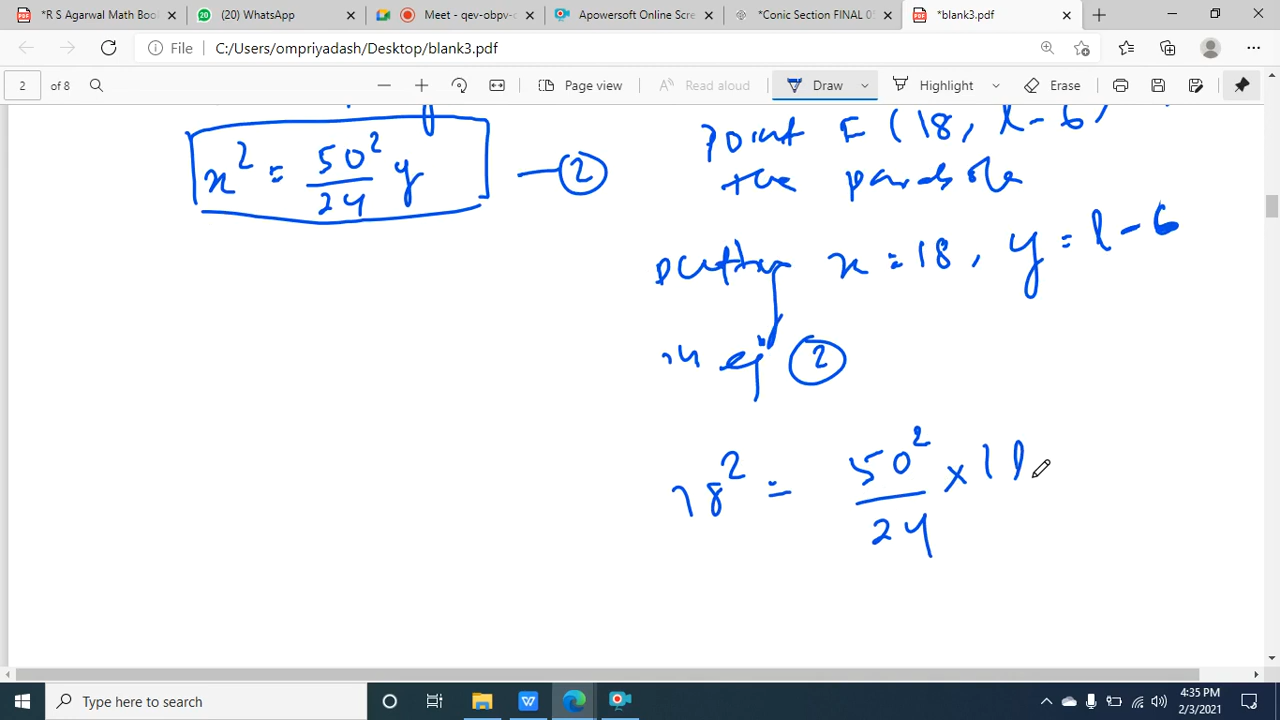 *R S Agarwal Math Boo
(20) WhatsApp
Meet - qev-obpv-c
Apowersoft Online Scre
*Conic Section FINAL 05
*blank3.pdf
File C:/Users/ompriyadash/Desktop/blank3.pdf
2 of 8
Page view
Read aloud
Draw
Highlight
Erase
x² = 50²/24 y — ②
point E (18, l-6)
the parabola
putting x = 18, y = l - 6
in eq ②
18² = 50²/24 × ( l
Type here to search
4:35 PM
2/3/2021